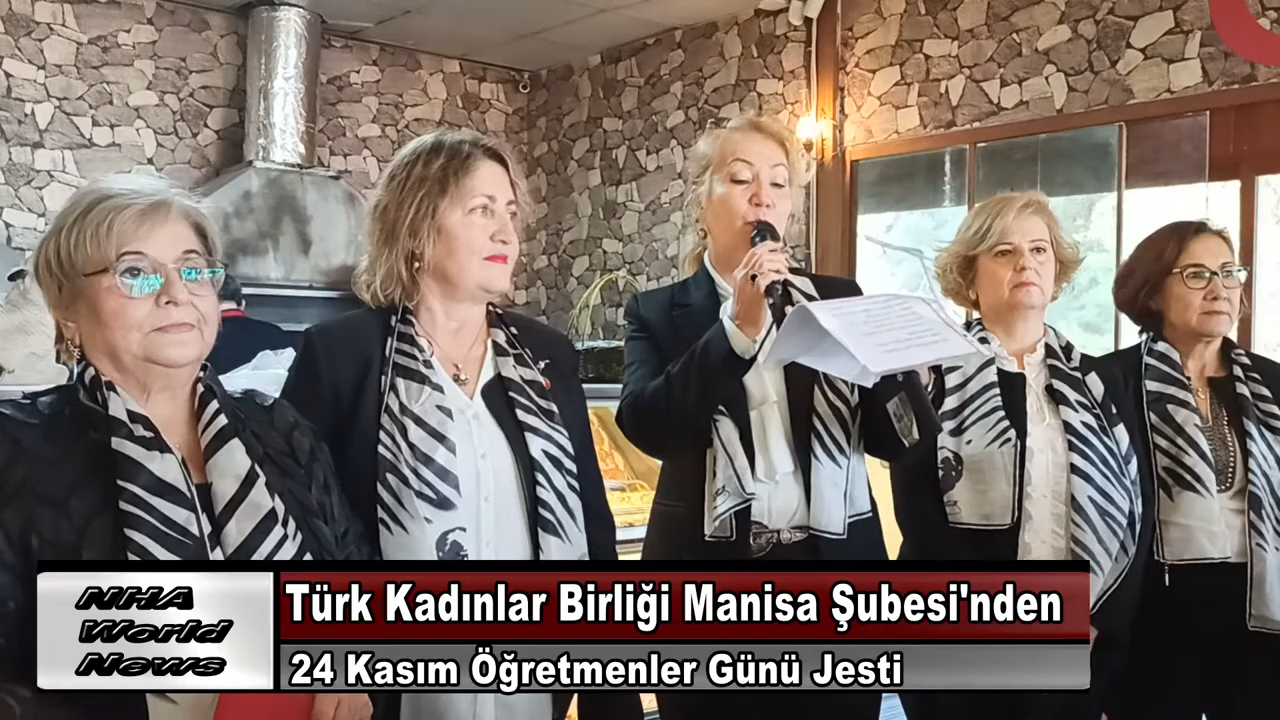 NHA
World
News
Türk Kadınlar Birliği Manisa Şubesi'nden
24 Kasım Öğretmenler Günü Jesti